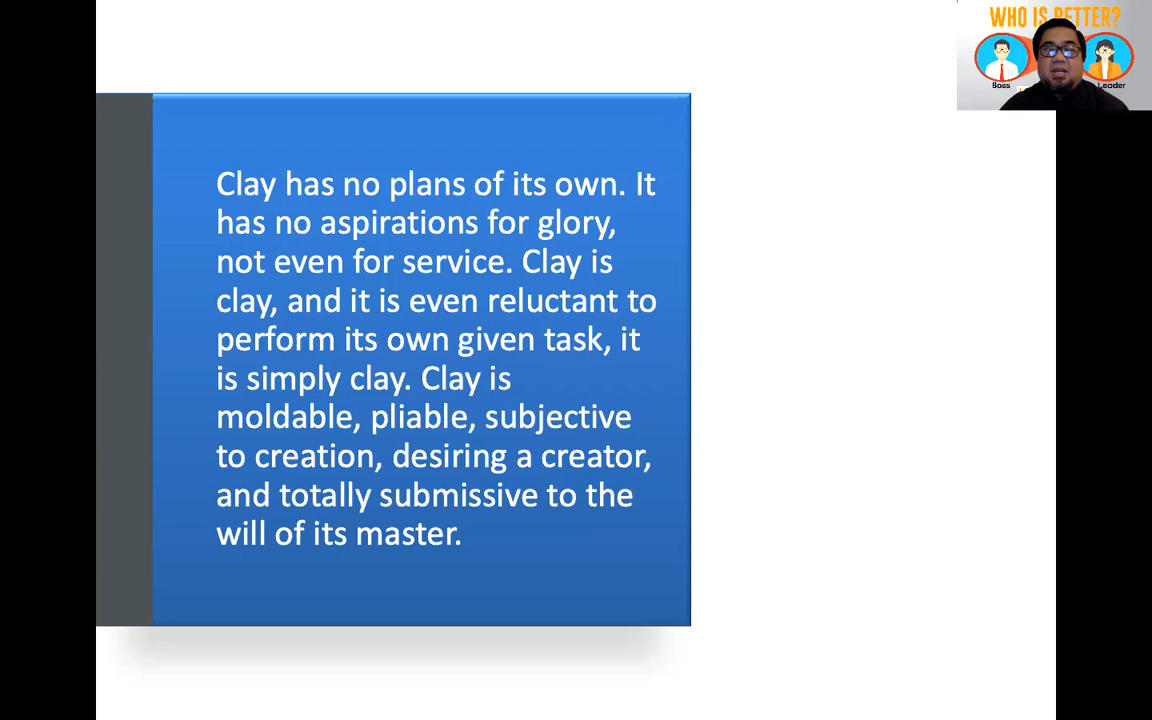 WHO IS BETTER?
Boss
Leader
Clay has no plans of its own. It
has no aspirations for glory,
not even for service. Clay is
clay, and it is even reluctant to
perform its own given task, it
is simply clay. Clay is
moldable, pliable, subjective
to creation, desiring a creator,
and totally submissive to the
will of its master.